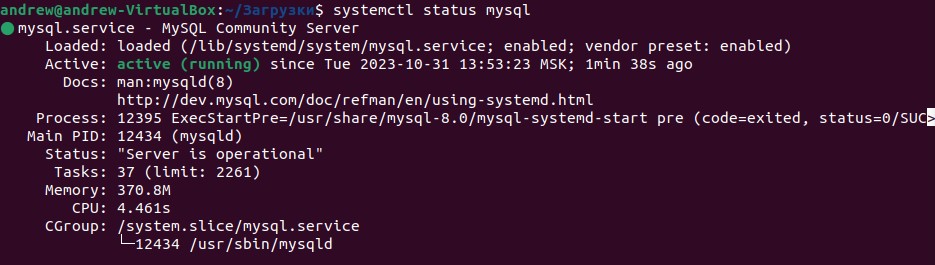 andrew@andrew-VirtualBox:~/Загрузки$ systemctl status mysql
● mysql.service - MySQL Community Server
Loaded: loaded (/lib/systemd/system/mysql.service; enabled; vendor preset: enabled)
Active: active (running) since Tue 2023-10-31 13:53:23 MSK; 1min 38s ago
Docs: man:mysqld(8)
http://dev.mysql.com/doc/refman/en/using-systemd.html
Process: 12395 ExecStartPre=/usr/share/mysql-8.0/mysql-systemd-start pre (code=exited, status=0/SUC>
Main PID: 12434 (mysqld)
Status: "Server is operational"
Tasks: 37 (limit: 2261)
Memory: 370.8M
CPU: 4.461s
CGroup: /system.slice/mysql.service
└─12434 /usr/sbin/mysqld